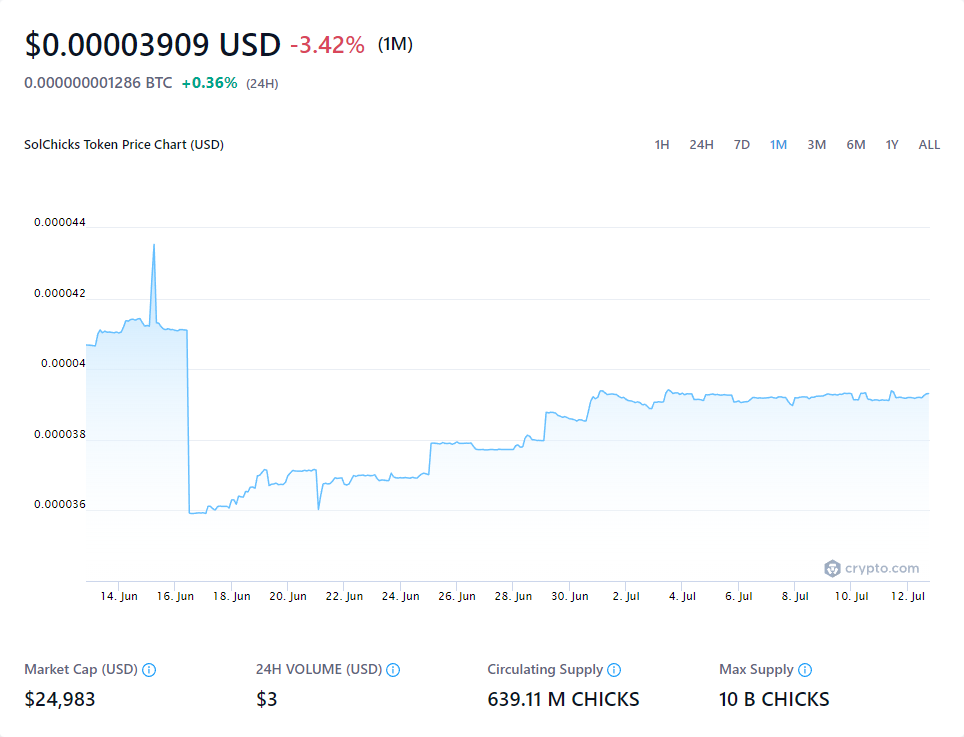 $0.00003909 USD -3.42% (1M)
0.000000001286 BTC +0.36% (24H)
SolChicks Token Price Chart (USD) 1H 24H 7D 1M 3M 6M 1Y ALL
0.000044
0.000042
0.00004
0.000038
0.000036
crypto.com
14. Jun 16. Jun 18. Jun 20. Jun 22. Jun 24. Jun 26. Jun 28. Jun 30. Jun 2. Jul 4. Jul 6. Jul 8. Jul 10. Jul 12. Jul
Market Cap (USD) 24H VOLUME (USD) Circulating Supply Max Supply
$24,983 $3 639.11 M CHICKS 10 B CHICKS